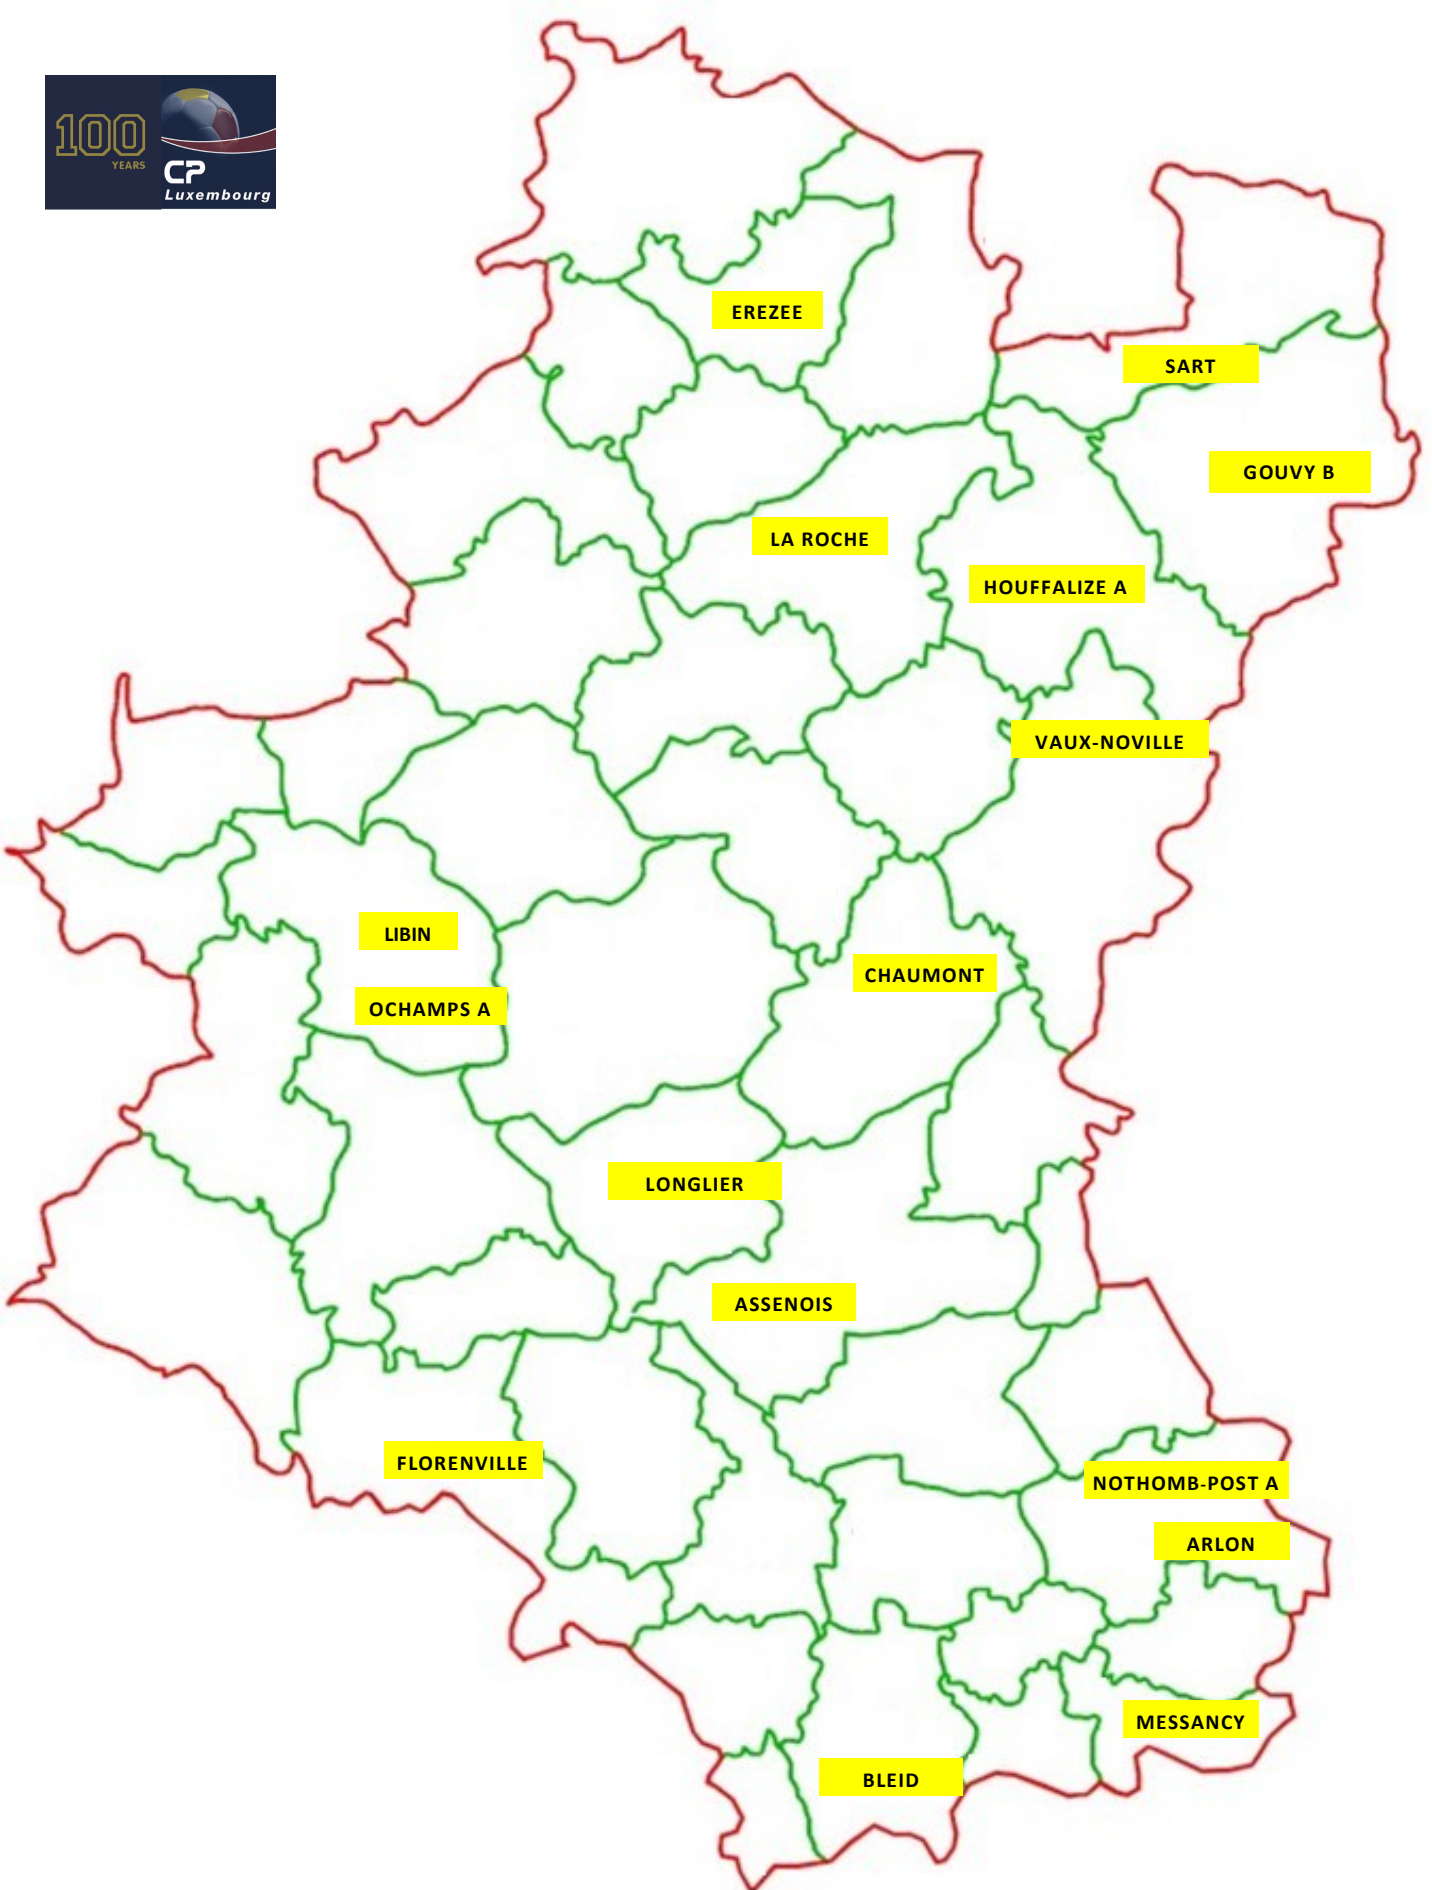 100
YEARS
CP
Luxembourg
EREZEE
SART
GOUVY B
LA ROCHE
HOUFFALIZE A
VAUX-NOVILLE
LIBIN
CHAUMONT
OCHAMPS A
LONGLIER
ASSENOIS
FLORENVILLE
NOTHOMB-POST A
ARLON
MESSANCY
BLEID